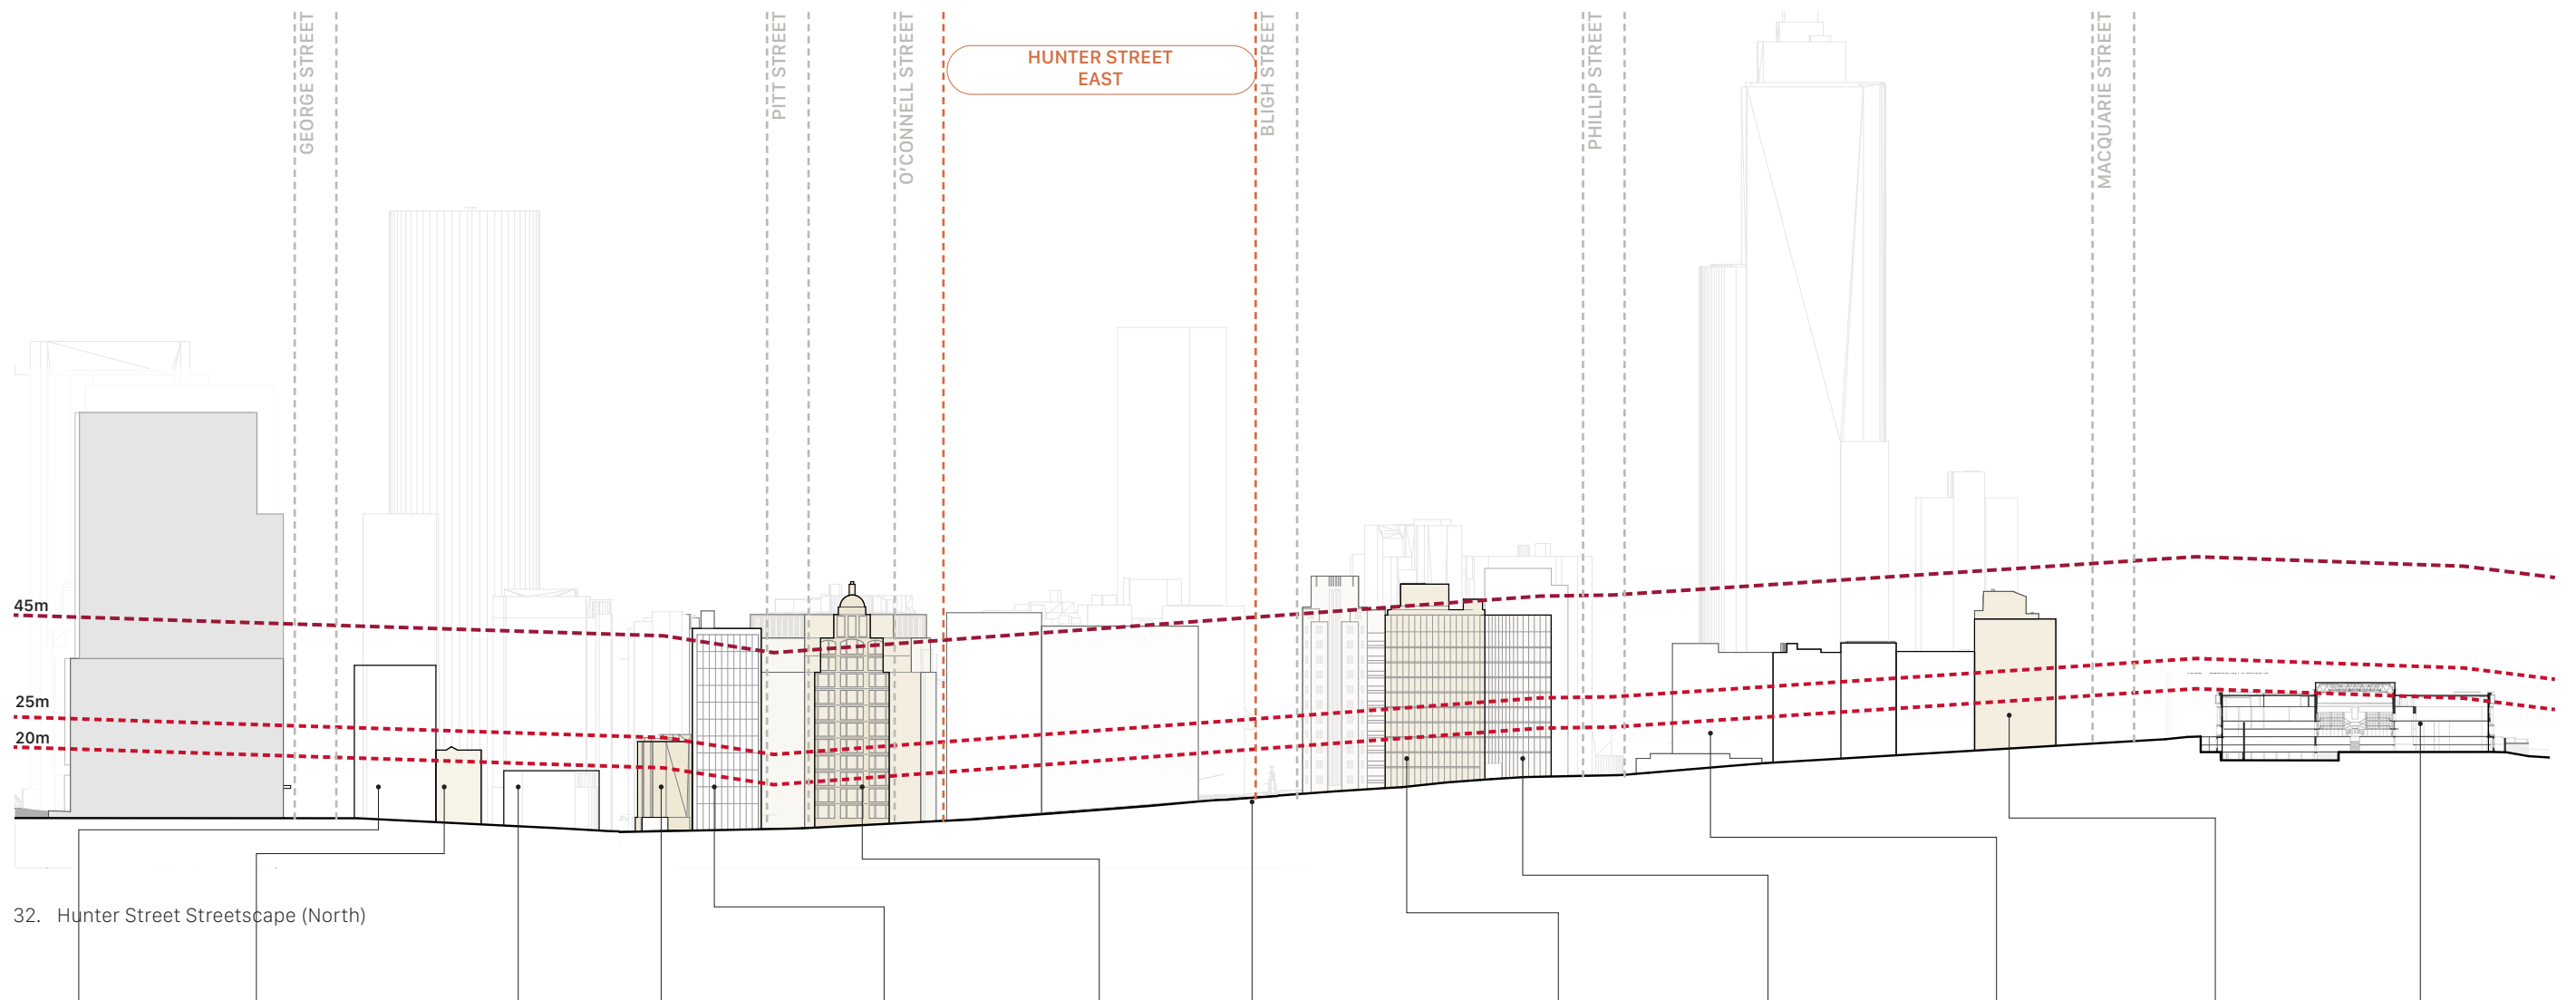 GEORGE STREET
PITT STREET
O'CONNELL STREET
HUNTER STREET
EAST
BLIGH STREET
PHILLIP STREET
MACQUARIE STREET
45m
25m
20m
32. Hunter Street Streetscape (North)